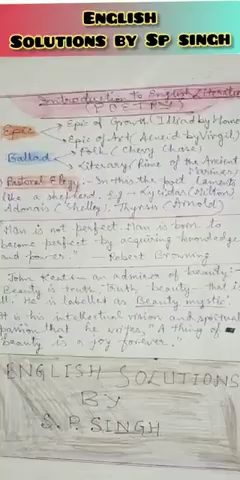 English
Solutions by Sp singh
Introduction to English Literature
(POETRY)
Epic → Epic of Growth Illiad by Homer
→ Epic of Art (Aeneid by Virgil)
Ballad → Folk (Chevy Chase)
→ Literary (Rime of the Ancient
Mariner)
Pastoral Elegy - In this the poet laments
like a shepherd. E.g - Lycidas (Milton)
Adonais (Shelley), Thyrsis (Arnold)
"Man is not perfect. Man is born to
become perfect by acquiring knowledge
and power." Robert Browning
John Keats an admirer of beauty:-
Beauty is truth, truth beauty - that is
all. He is labelled as Beauty mystic.
It is his intellectual vision and spiritual
passion that he writes, "A thing of
beauty is a joy forever."
ENGLISH SOLUTIONS
BY
S. P. SINGH